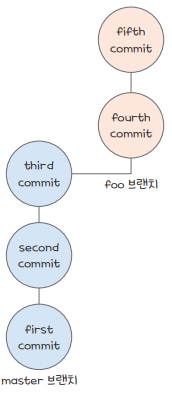 fifth
commit
fourth
commit
foo 브랜치
third
commit
second
commit
first
commit
master 브랜치